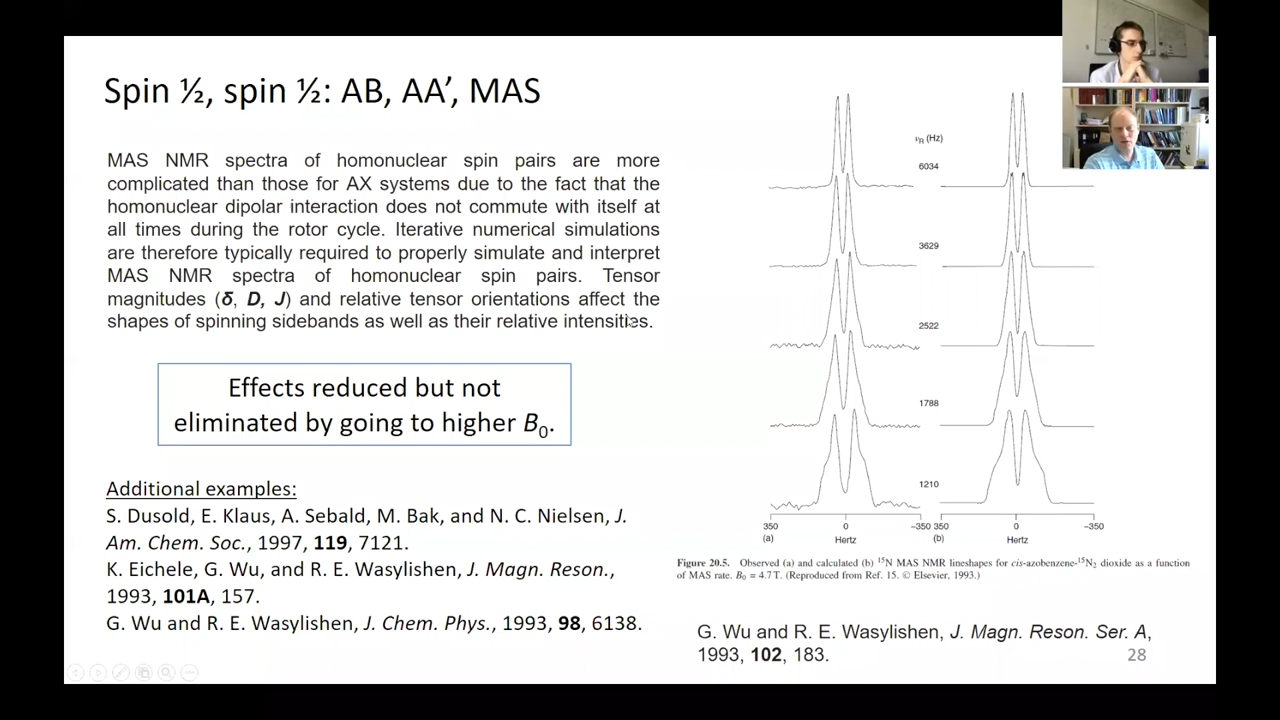 Spin ½, spin ½: AB, AA’, MAS
MAS NMR spectra of homonuclear spin pairs are more
complicated than those for AX systems due to the fact that the
homonuclear dipolar interaction does not commute with itself at
all times during the rotor cycle. Iterative numerical simulations
are therefore typically required to properly simulate and interpret
MAS NMR spectra of homonuclear spin pairs. Tensor
magnitudes (δ, D, J) and relative tensor orientations affect the
shapes of spinning sidebands as well as their relative intensities.
Effects reduced but not
eliminated by going to higher B₀.
Additional examples:
S. Dusold, E. Klaus, A. Sebald, M. Bak, and N. C. Nielsen, J.
Am. Chem. Soc., 1997, 119, 7121.
K. Eichele, G. Wu, and R. E. Wasylishen, J. Magn. Reson.,
1993, 101A, 157.
G. Wu and R. E. Wasylishen, J. Chem. Phys., 1993, 98, 6138.
υR (Hz)
6034
3629
2522
1788
1210
350 0 −350 350 0 −350
(a) Hertz (b) Hertz
Figure 20.5. Observed (a) and calculated (b) ¹⁵N MAS NMR lineshapes for cis-azobenzene-¹⁵N₂ dioxide as a function
of MAS rate. B₀ = 4.7 T. (Reproduced from Ref. 15. © Elsevier, 1993.)
G. Wu and R. E. Wasylishen, J. Magn. Reson. Ser. A,
1993, 102, 183.
28